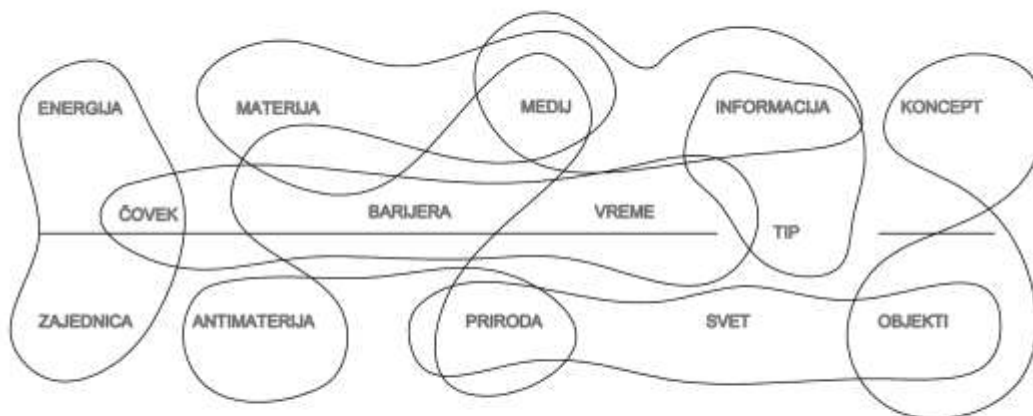 ENERGIJA MATERIJA MEDIJ INFORMACIJA KONCEPT
ČOVEK BARIJERA VREME
TIP
ZAJEDNICA ANTIMATERIJA PRIRODA SVET OBJEKTI